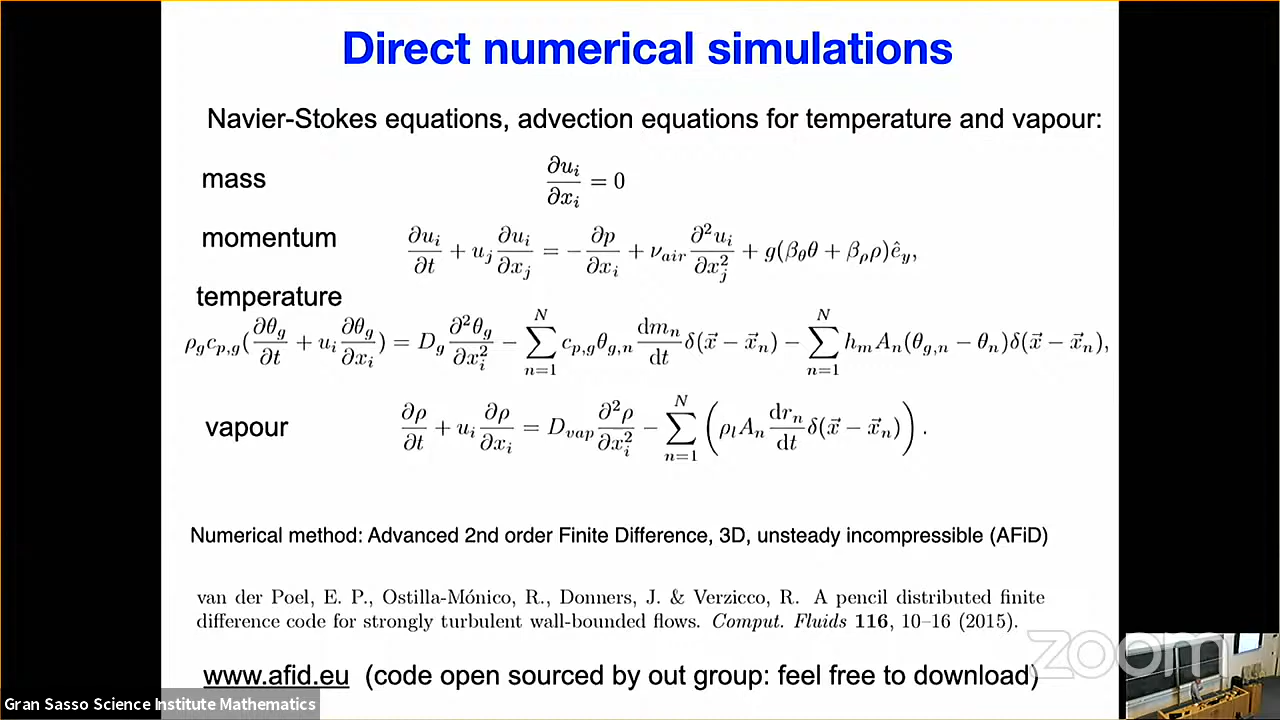 Direct numerical simulations
Navier-Stokes equations, advection equations for temperature and vapour:
mass
∂u_i/∂x_i = 0
momentum
∂u_i/∂t + u_j ∂u_i/∂x_j = −∂p/∂x_i + ν_air ∂²u_i/∂x_j² + g(β_θ θ + β_ρ ρ)ê_y,
temperature
ρ_g c_{p,g}(∂θ_g/∂t + u_i ∂θ_g/∂x_i) = D_g ∂²θ_g/∂x_i² − ∑_{n=1}^{N} c_{p,g}θ_{g,n} dm_n/dt δ(x⃗ − x⃗_n) − ∑_{n=1}^{N} h_m A_n(θ_{g,n} − θ_n)δ(x⃗ − x⃗_n),
vapour
∂ρ/∂t + u_i ∂ρ/∂x_i = D_vap ∂²ρ/∂x_i² − ∑_{n=1}^{N} (ρ_l A_n dr_n/dt δ(x⃗ − x⃗_n)).
Numerical method: Advanced 2nd order Finite Difference, 3D, unsteady incompressible (AFiD)
van der Poel, E. P., Ostilla-Mónico, R., Donners, J. & Verzicco, R. A pencil distributed finite
difference code for strongly turbulent wall-bounded flows. Comput. Fluids 116, 10–16 (2015).
www.afid.eu (code open sourced by out group: feel free to download)
zoom
Gran Sasso Science Institute Mathematics